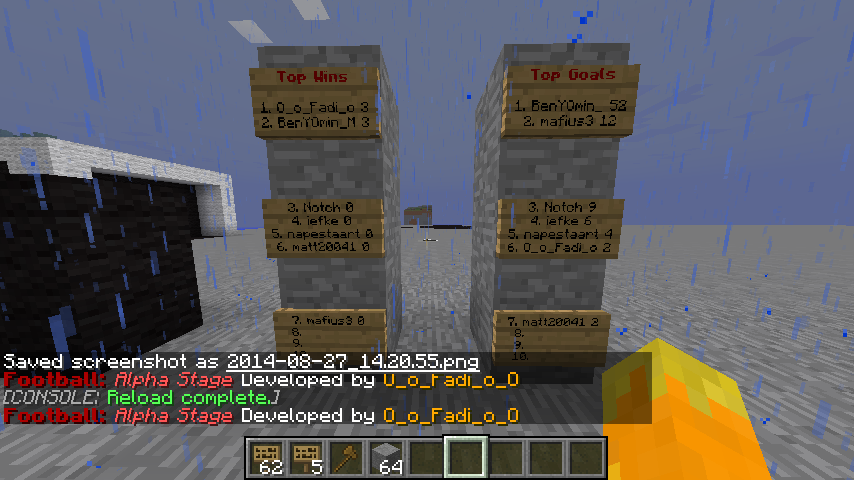 Top Wins
1. O_o_Fadi_o 3
2. BenYOmin_M 3
3. Notch 0
4. iefke 0
5. napestaart 0
6. matt20041 0
7. mafius3 0
8.
9.
Top Goals
1. BenYOmin_ 52
2. mafius3 12
3. Notch 9
4. iefke 6
5. napestaart 4
6. O_o_Fadi_o 2
7. matt20041 2
8.
9.
10.
Saved screenshot as 2014-08-27_14.20.55.png
Football: Alpha Stage Developed by O_o_Fadi_o_O
[CONSOLE: Reload complete.]
Football: Alpha Stage Developed by O_o_Fadi_o_O
62 5 64